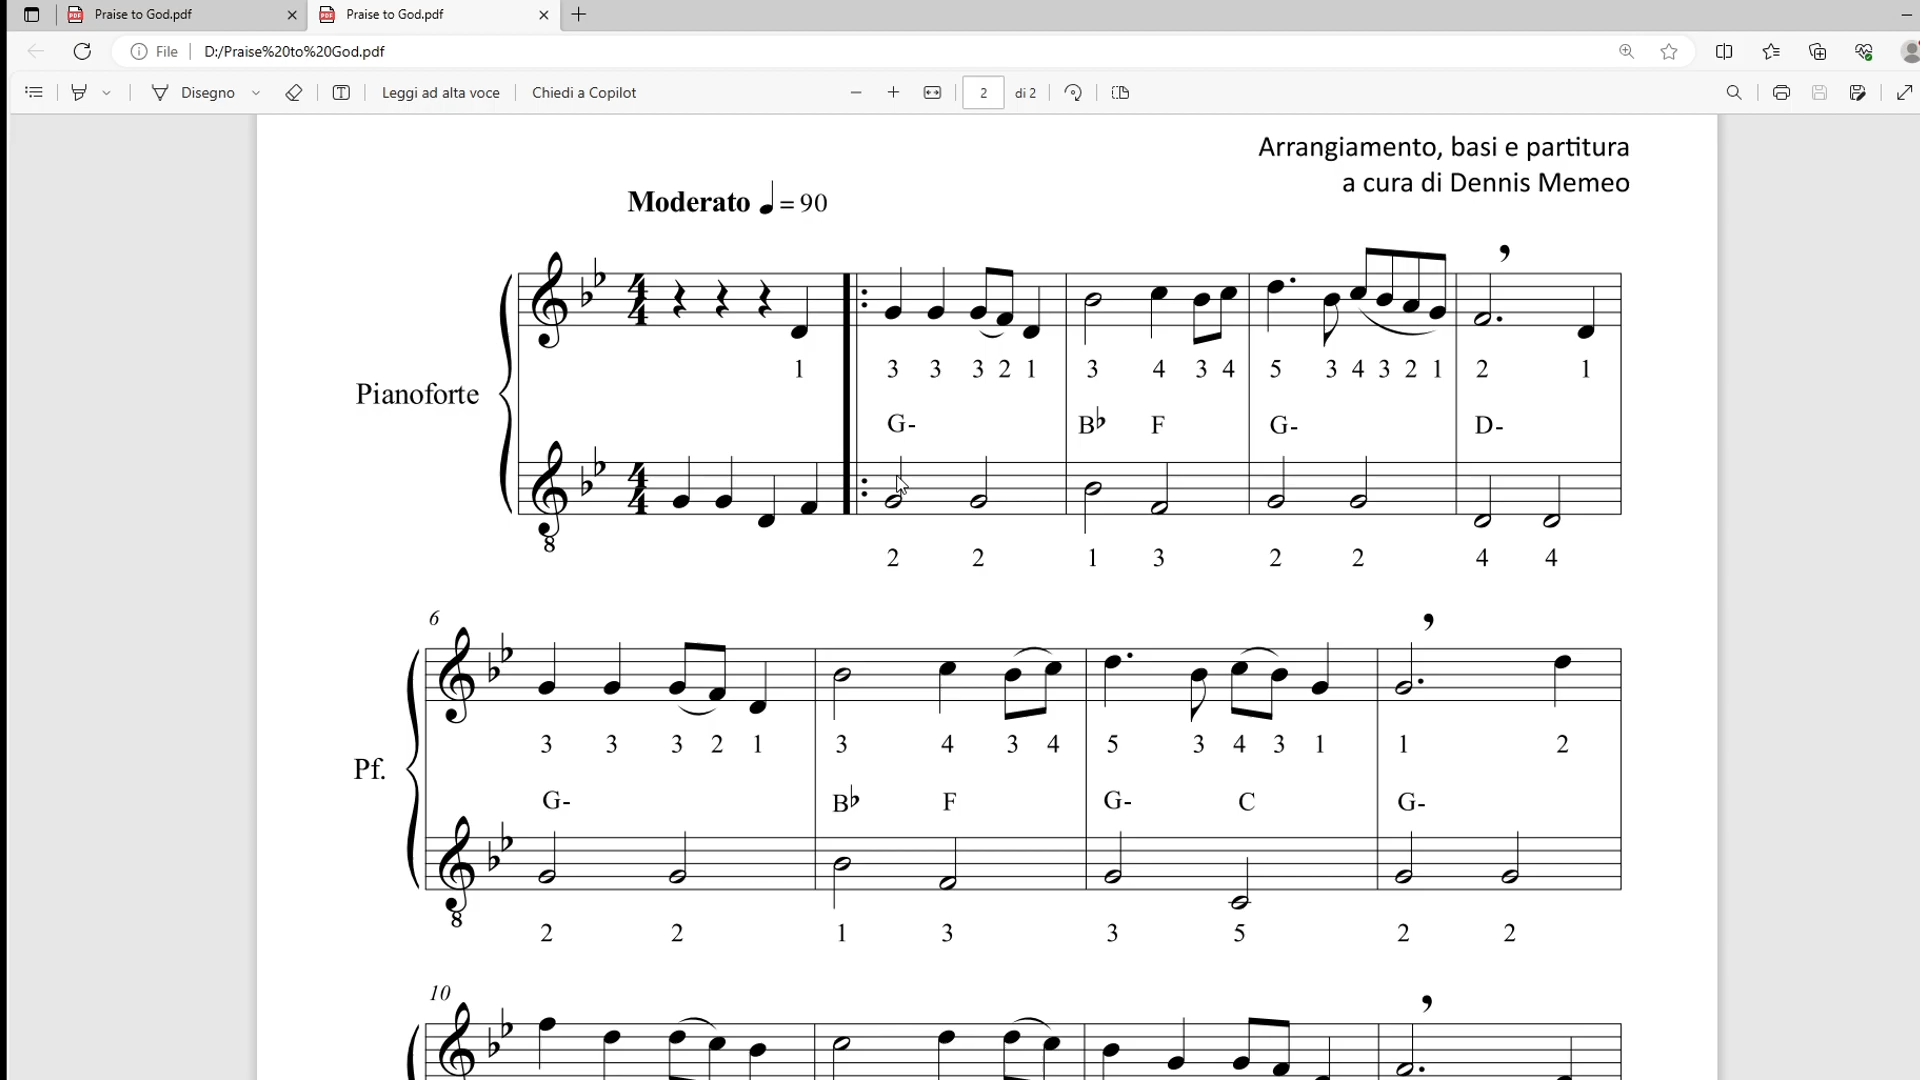 Praise to God.pdf
Praise to God.pdf
File D:/Praise%20to%20God.pdf
Disegno Leggi ad alta voce Chiedi a Copilot 2 di 2
Arrangiamento, basi e partitura
a cura di Dennis Memeo
Moderato ♩ = 90
Pianoforte
1 3 3 3 2 1 3 4 3 4 5 3 4 3 2 1 2 1
G- B♭ F G- D-
8
2 2 1 3 2 2 4 4
6
Pf.
3 3 3 2 1 3 4 3 4 5 3 4 3 1 1 2
G- B♭ F G- C G-
8
2 2 1 3 3 5 2 2
10